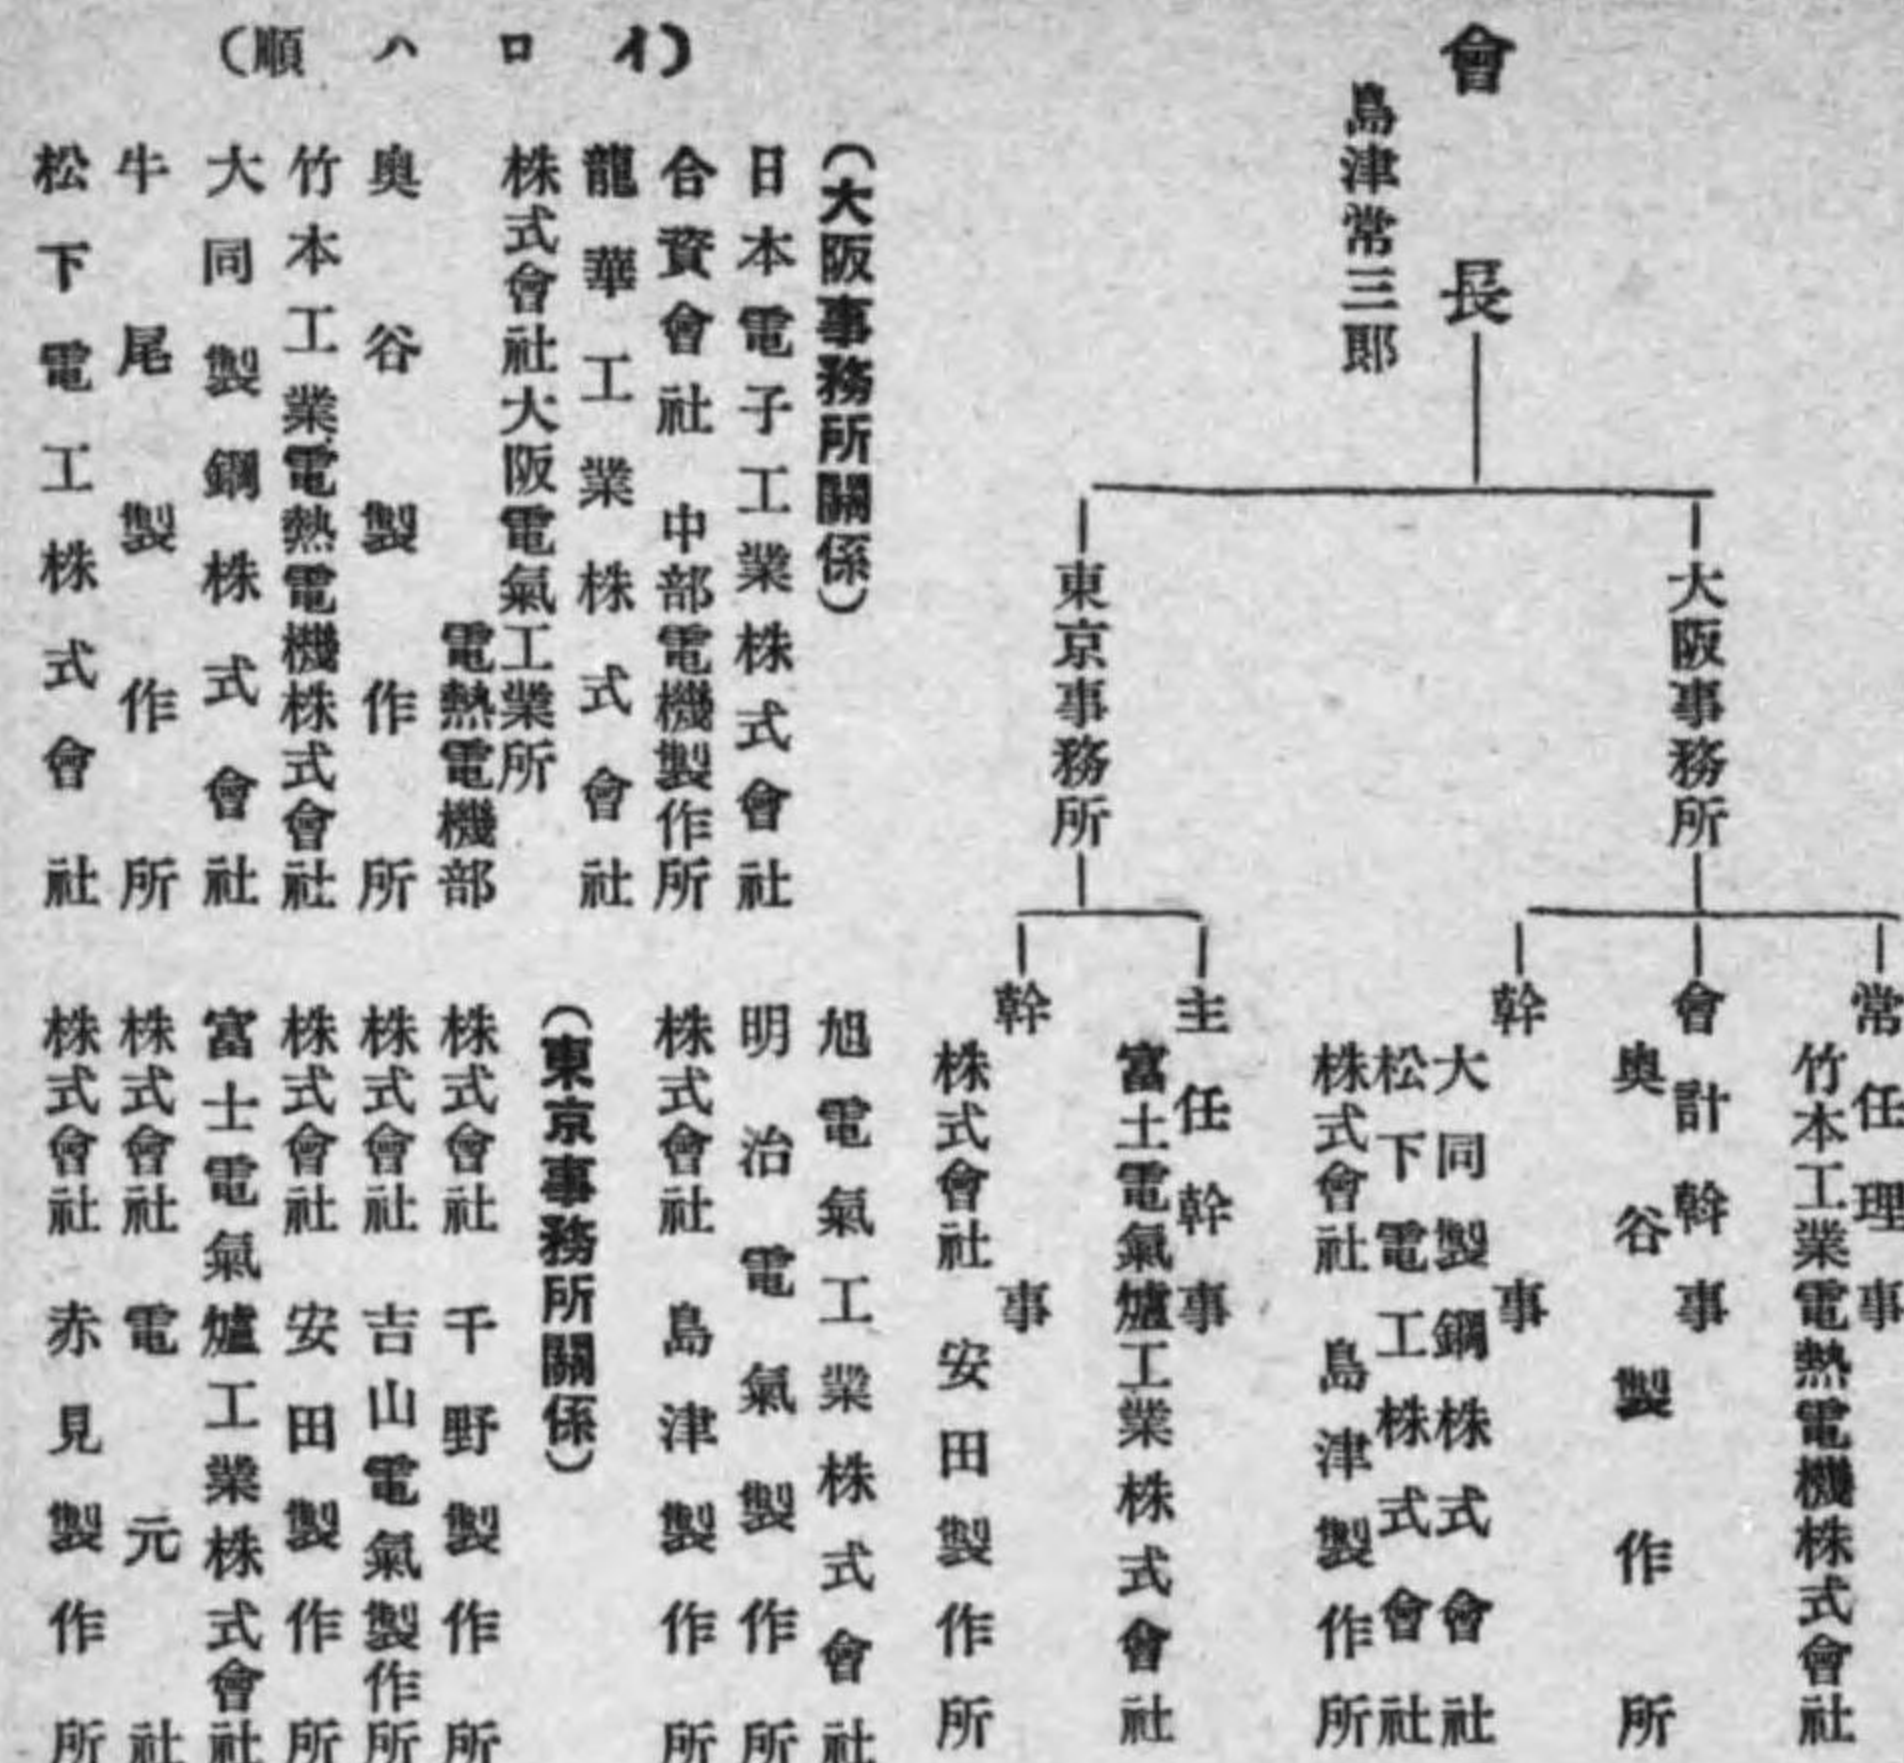 會長
島津常三郎
大阪事務所
常任理事
竹本工業電熱電機株式會社
會計幹事
奥谷製作所
幹事
大同製鋼株式會社
松下電工株式會社
株式會社島津製作所
東京事務所
主任幹事
富士電氣爐工業株式會社
幹事
株式會社安田製作所
(イロハ順)
(大阪事務所關係)
日本電子工業株式會社
合資會社中部電機製作所
龍華工業株式會社
株式會社大阪電氣工業所
電熱電機部
奥谷製作所
竹本工業電熱電機株式會社
大同製鋼株式會社
牛尾製作所
松下電工株式會社
旭電氣工業株式會社
明治電氣製作所
株式會社島津製作所
(東京事務所關係)
株式會社千野製作所
株式會社吉山電氣製作所
株式會社安田製作所
富士電氣爐工業株式會社
株式會社電元社
株式會社赤見製作所